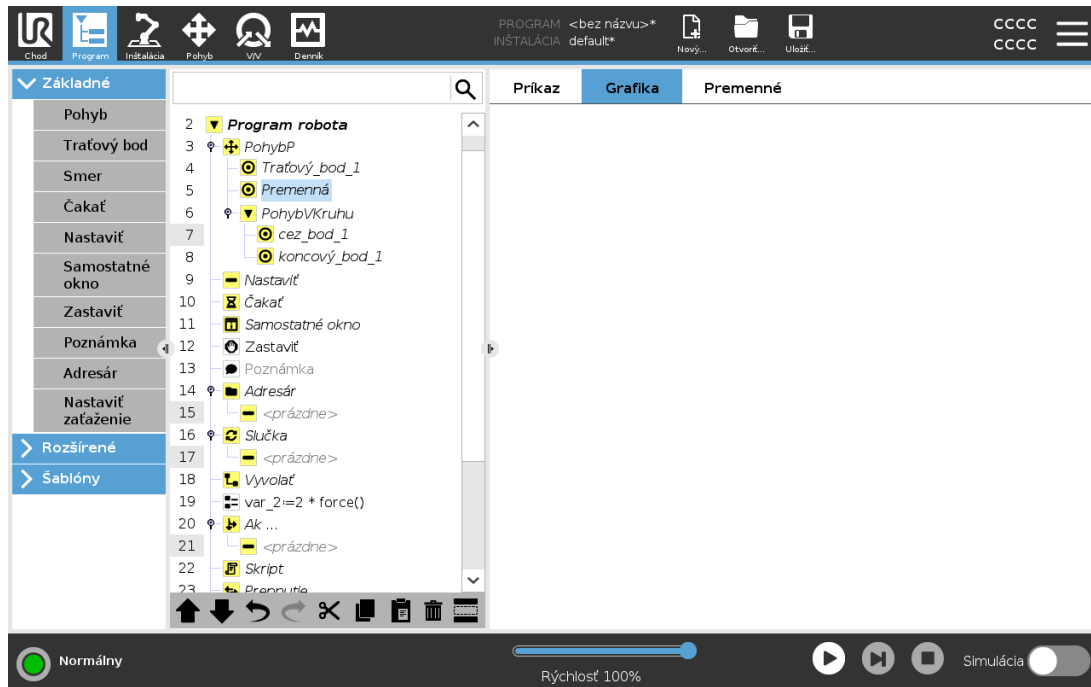 PROGRAM <bez názvu>*
INŠTALÁCIA default*
Chod
Program
Inštalácia
Pohyb
V/V
Denník
Nový...
Otvoriť...
Uložiť...
CCCC
CCCC
Základné
Pohyb
Traťový bod
Smer
Čakať
Nastaviť
Samostatné
okno
Zastaviť
Poznámka
Adresár
Nastaviť
zaťaženie
Rozšírené
Šablóny
2 Program robota
3 PohybP
4 Traťový_bod_1
5 Premenná
6 PohybVKruhu
7 cez_bod_1
8 koncový_bod_1
9 Nastaviť
10 Čakať
11 Samostatné okno
12 Zastaviť
13 Poznámka
14 Adresár
15 <prázdne>
16 Slučka
17 <prázdne>
18 Vyvolať
19 var_2:=2 * force()
20 Ak ...
21 <prázdne>
22 Skript
23 Prepnutie
Príkaz
Grafika
Premenné
Normálny
Rýchlosť 100%
Simulácia